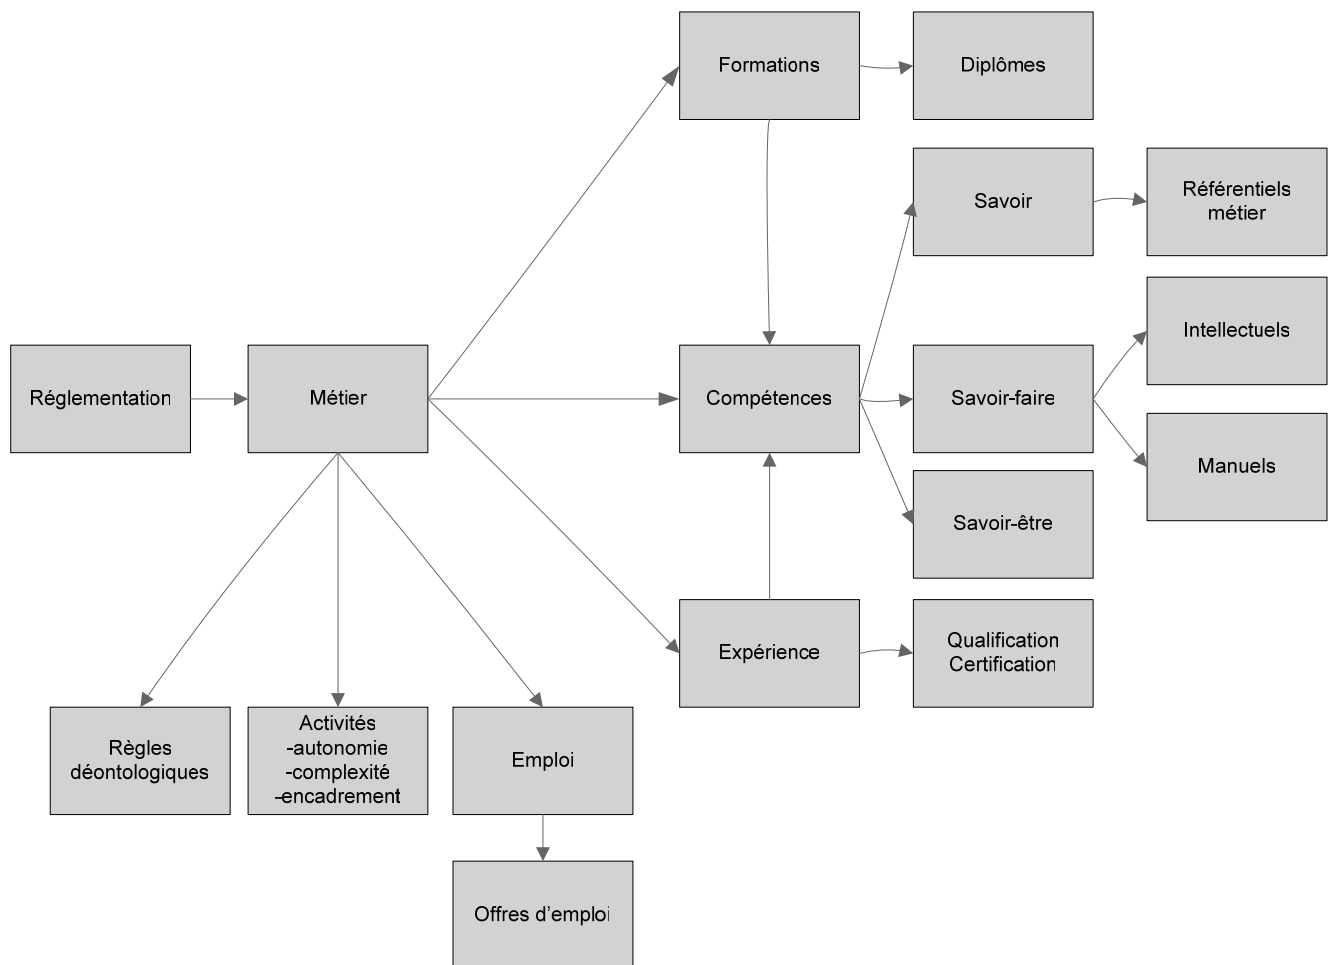 Formations
Diplômes
Savoir
Référentiels
métier
Intellectuels
Réglementation
Métier
Compétences
Savoir-faire
Manuels
Savoir-être
Expérience
Qualification
Certification
Règles
déontologiques
Activités
-autonomie
-complexité
-encadrement
Emploi
Offres d’emploi